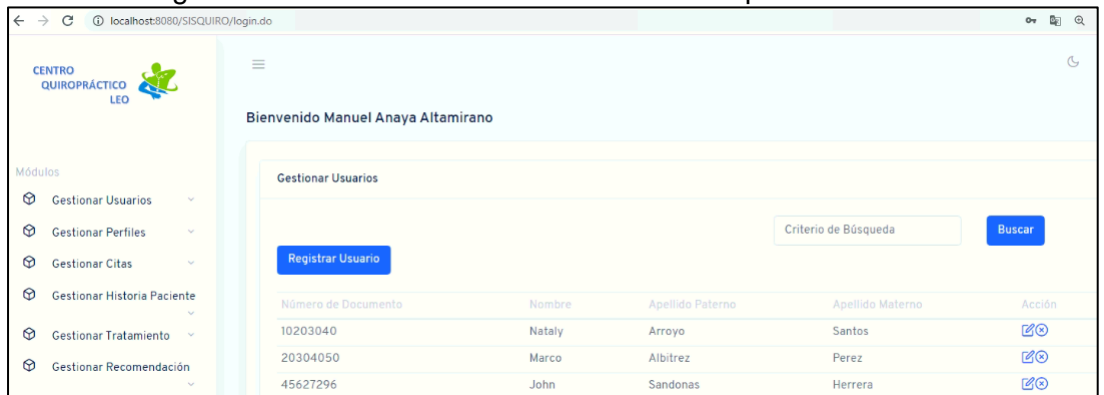 localhost:8080/SISQUIRO/login.do
CENTRO
QUIROPRÁCTICO
LEO
Bienvenido Manuel Anaya Altamirano
Módulos
Gestionar Usuarios
Gestionar Perfiles
Gestionar Citas
Gestionar Historia Paciente
Gestionar Tratamiento
Gestionar Recomendación
Gestionar Usuarios
Criterio de Búsqueda Buscar
Registrar Usuario
Número de Documento Nombre Apellido Paterno Apellido Materno Acción
10203040 Nataly Arroyo Santos
20304050 Marco Albitrez Perez
45627296 John Sandonas Herrera